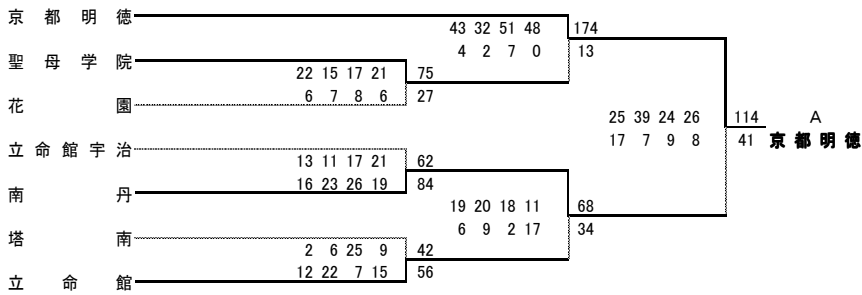 京都明徳
43 32 51 48 174
4 2 7 0 13
聖母学院
22 15 17 21 75
6 7 8 6 27
花園
25 39 24 26 114 A
17 7 9 8 41 京都明徳
立命館宇治
13 11 17 21 62
16 23 26 19 84
南丹
19 20 18 11 68
6 9 2 17 34
塔南
2 6 25 9 42
12 22 7 15 56
立命館